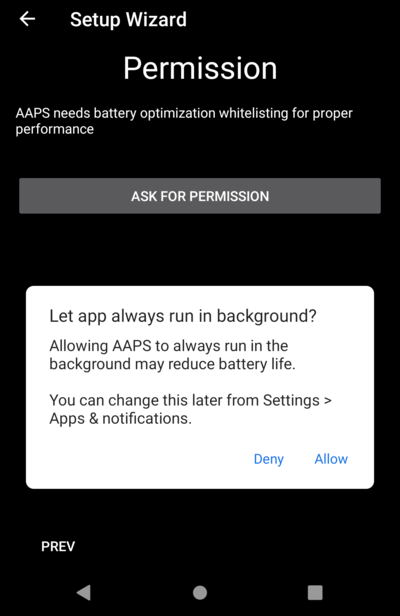 Setup Wizard
Permission
AAPS needs battery optimization whitelisting for proper
performance
ASK FOR PERMISSION
Let app always run in background?
Allowing AAPS to always run in the
background may reduce battery life.
You can change this later from Settings >
Apps & notifications.
Deny Allow
PREV